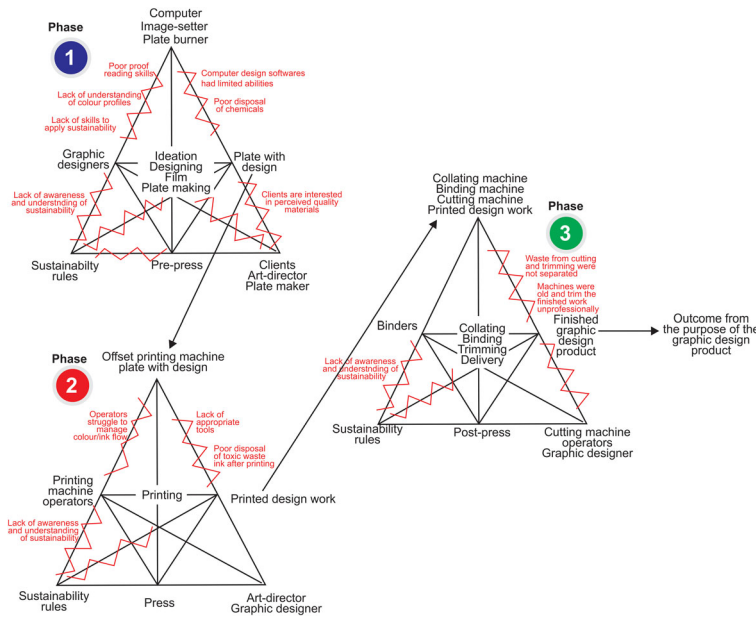 Phase
1
Computer
Image-setter
Plate burner
Poor proof
reading skills
Lack of understanding
of colour profiles
Lack of skills to
apply sustainability
Computer design softwares
had limited abilities
Poor disposal
of chemicals
Graphic
designers
Ideation
Designing
Film
Plate making
Plate with
design
Lack of awareness
and understnding of
sustainability
Clients are interested
in perceived quality
materials
Sustainabilty
rules
Pre-press
Clients
Art-director
Plate maker
Phase
2
Offset printing machine
plate with design
Operators
struggle to
manage
colour/ink flow
Lack of
appropriate
tools
Poor disposal
of toxic waste
ink after printing
Printing
machine
operators
Printing
Printed design work
Lack of awareness
and understanding
of sustainability
Sustainability
rules
Press
Art-director
Graphic designer
Collating machine
Binding machine
Cutting machine
Printed design work
Phase
3
Waste from cutting
and trimming were
not separated
Machines were
old and trim the
finished work
unprofessionally
Binders
Collating
Binding
Trimming
Delivery
Finished
graphic
design
product
Outcome from
the purpose of the
graphic design
product
Lack of awareness
and understnding of
sustainability
Sustainability
rules
Post-press
Cutting machine
operators
Graphic designer